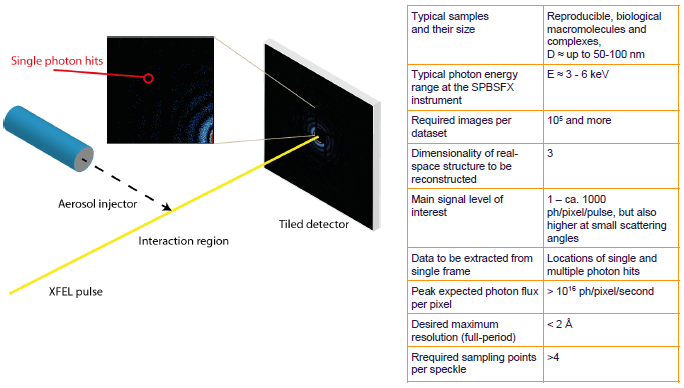 Single photon hits
Aerosol injector
Interaction region
Tiled detector
XFEL pulse
Typical samples
and their size
Reproducible, biological
macromolecules and
complexes,
D ≈ up to 50-100 nm
Typical photon energy
range at the SPBSFX
instrument
E ≈ 3 - 6 keV
Required images per
dataset
10⁵ and more
Dimensionality of real-
space structure to be
reconstructed
3
Main signal level of
interest
1 – ca. 1000
ph/pixel/pulse, but also
higher at small scattering
angles
Data to be extracted from
single frame
Locations of single and
multiple photon hits
Peak expected photon flux
per pixel
> 10¹⁶ ph/pixel/second
Desired maximum
resolution (full-period)
< 2 Å
Rrequired sampling points
per speckle
>4